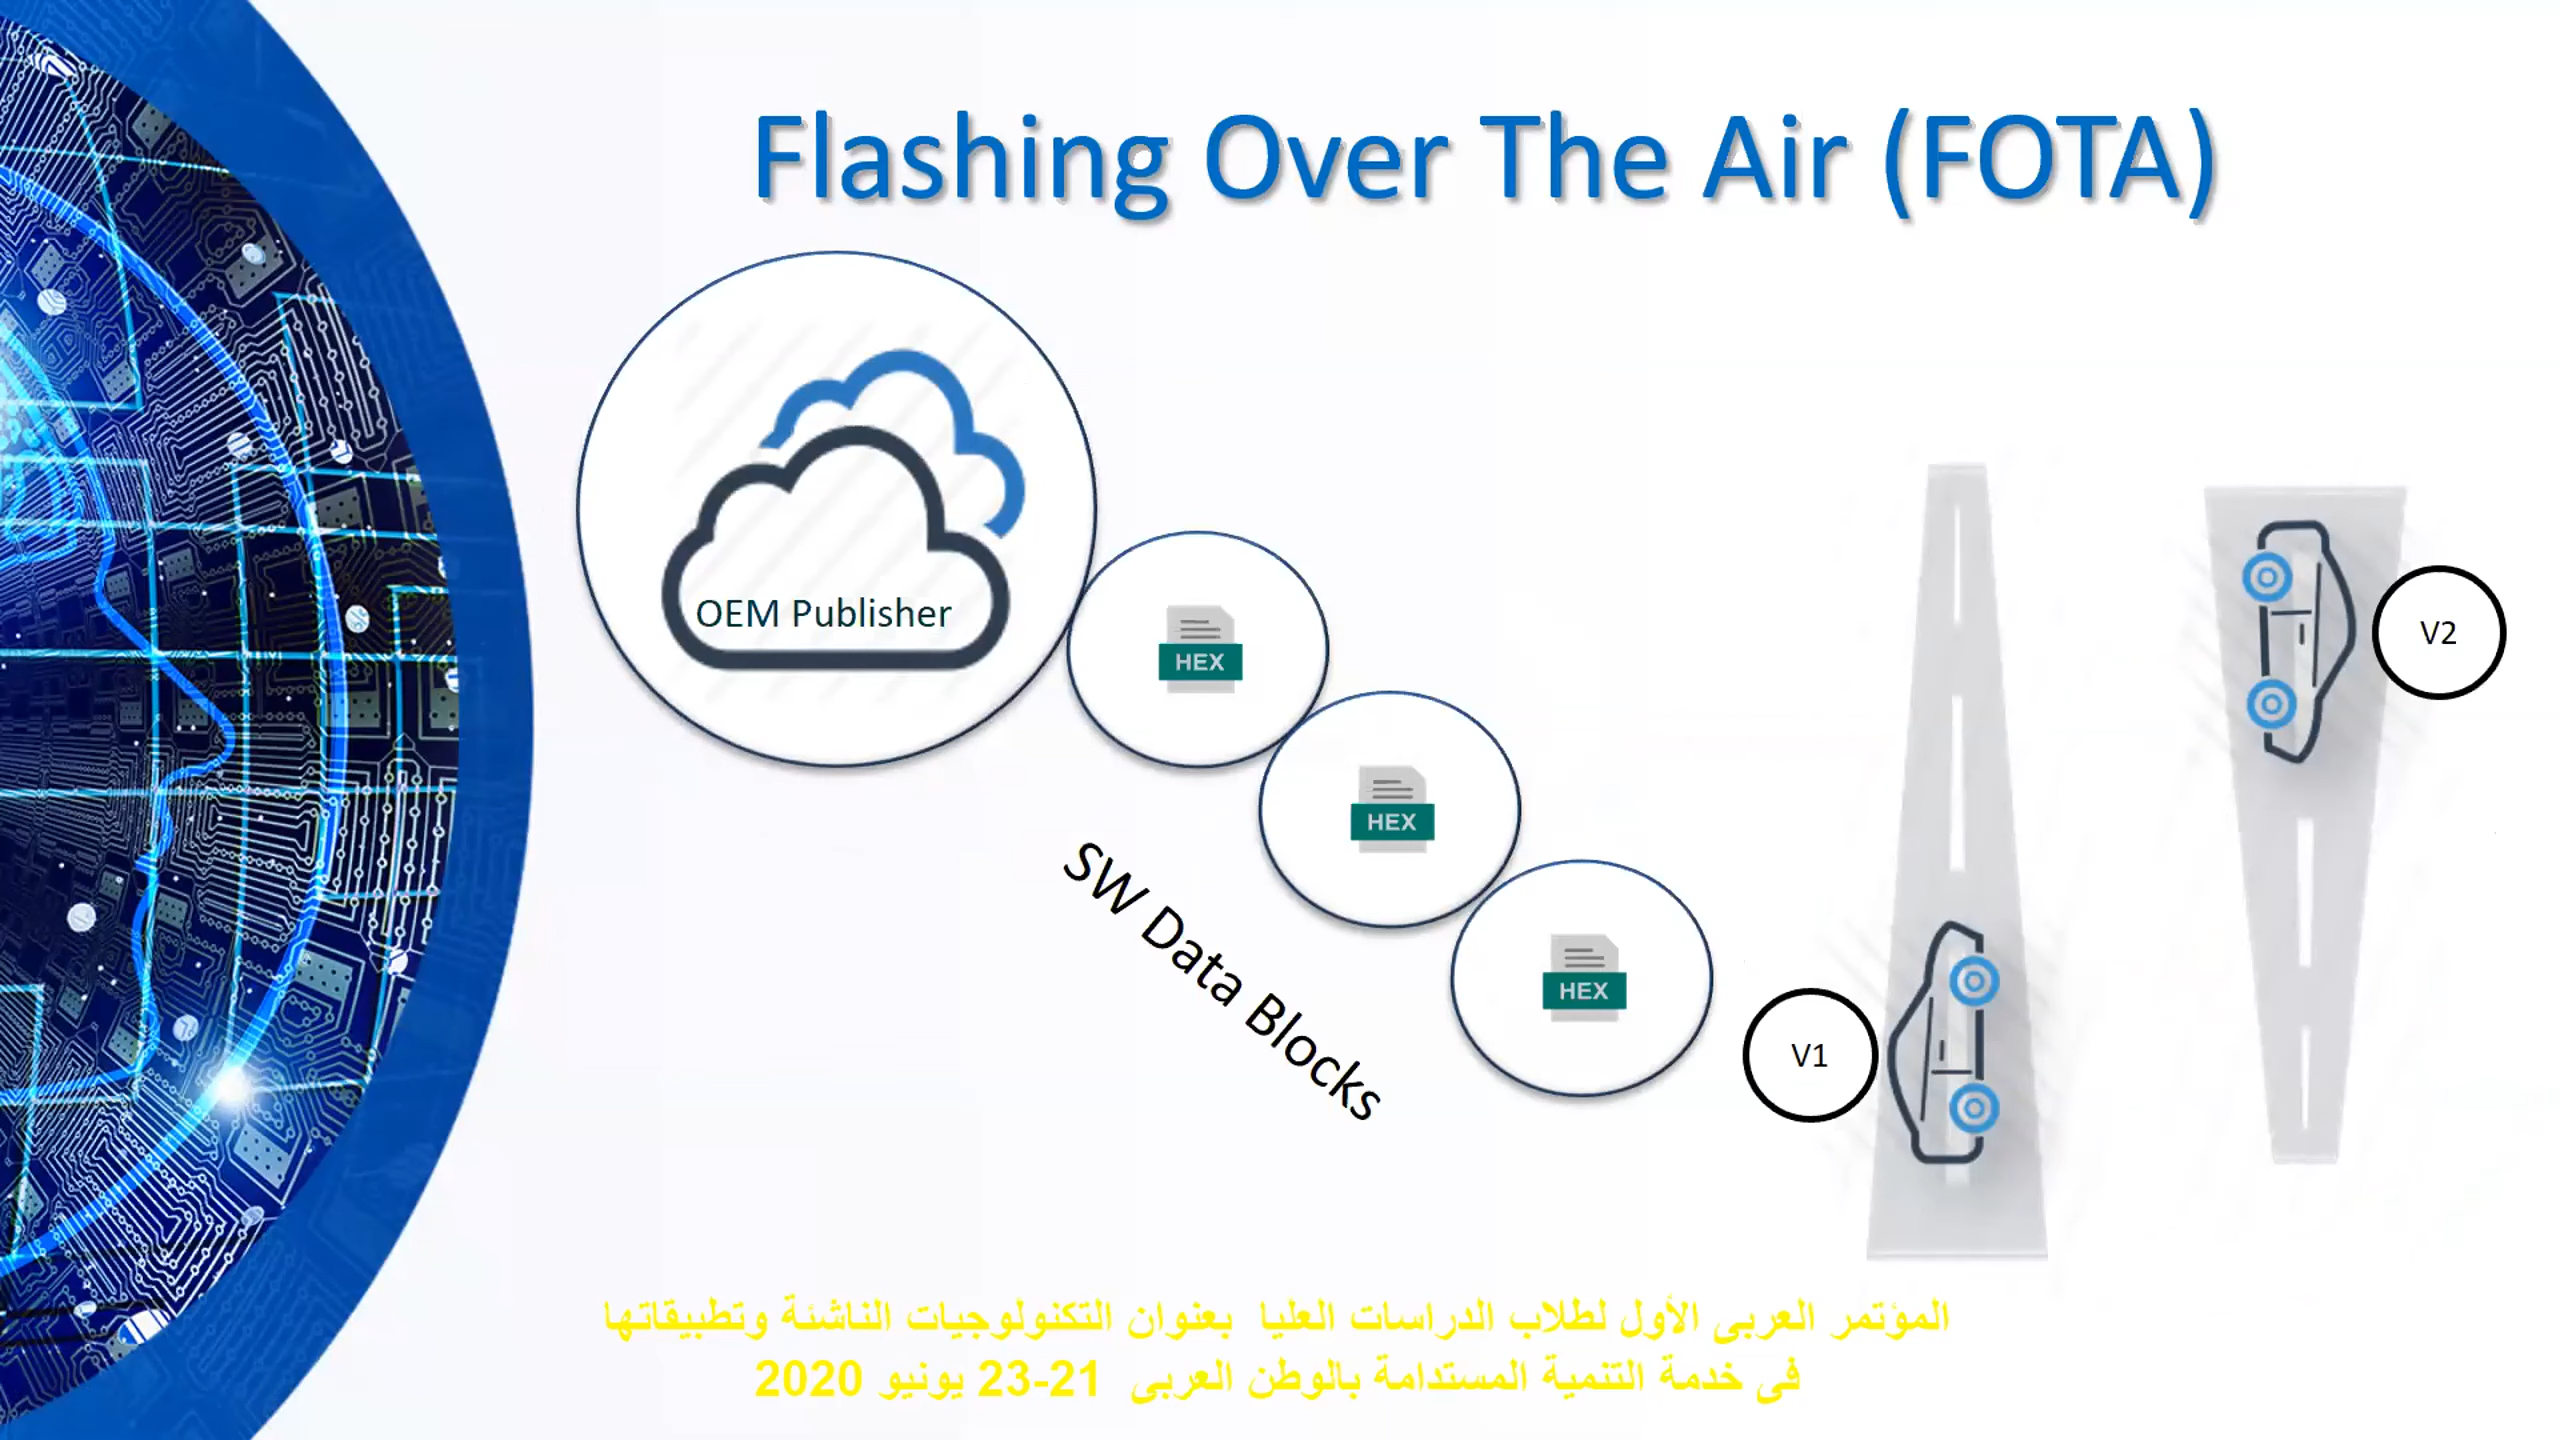 Flashing Over The Air (FOTA)
OEM Publisher
HEX
HEX
HEX
SW Data Blocks
V1
V2
المؤتمر العربى الأول لطلاب الدراسات العليا بعنوان التكنولوجيات الناشئة وتطبيقاتها
فى خدمة التنمية المستدامة بالوطن العربى 21-23 يونيو 2020